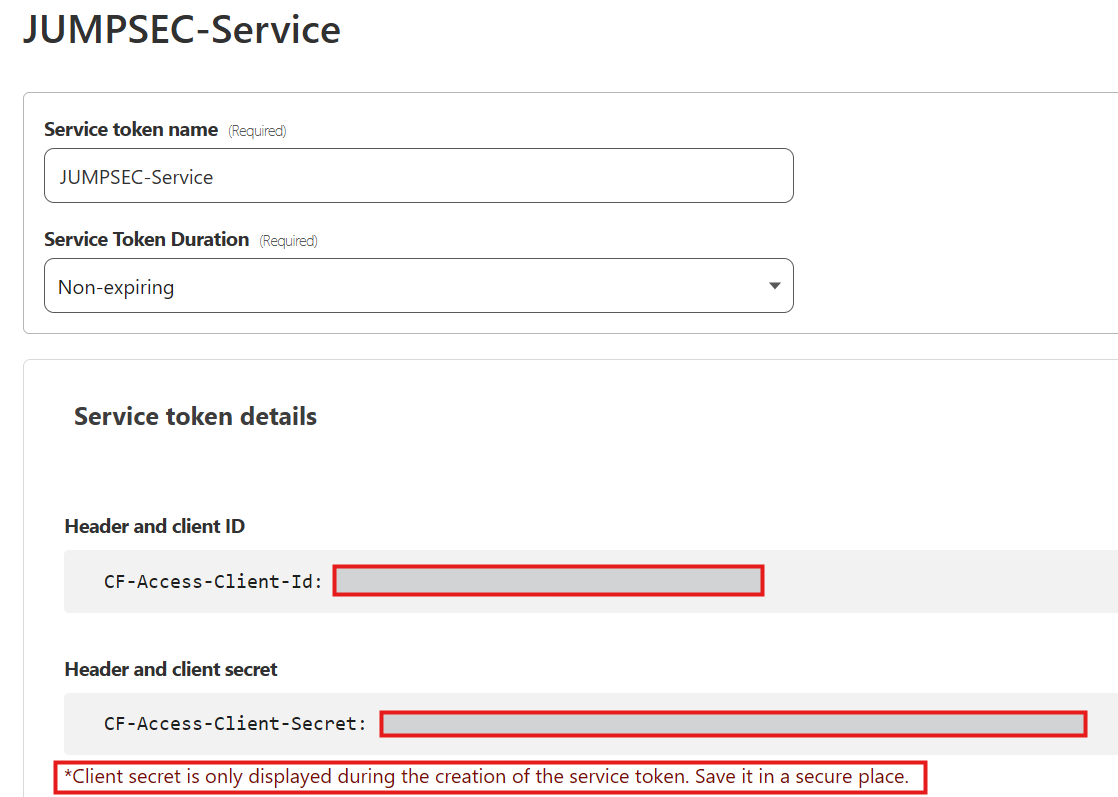 JUMPSEC-Service
Service token name (Required)
JUMPSEC-Service
Service Token Duration (Required)
Non-expiring
Service token details
Header and client ID
CF-Access-Client-Id:
Header and client secret
CF-Access-Client-Secret:
*Client secret is only displayed during the creation of the service token. Save it in a secure place.